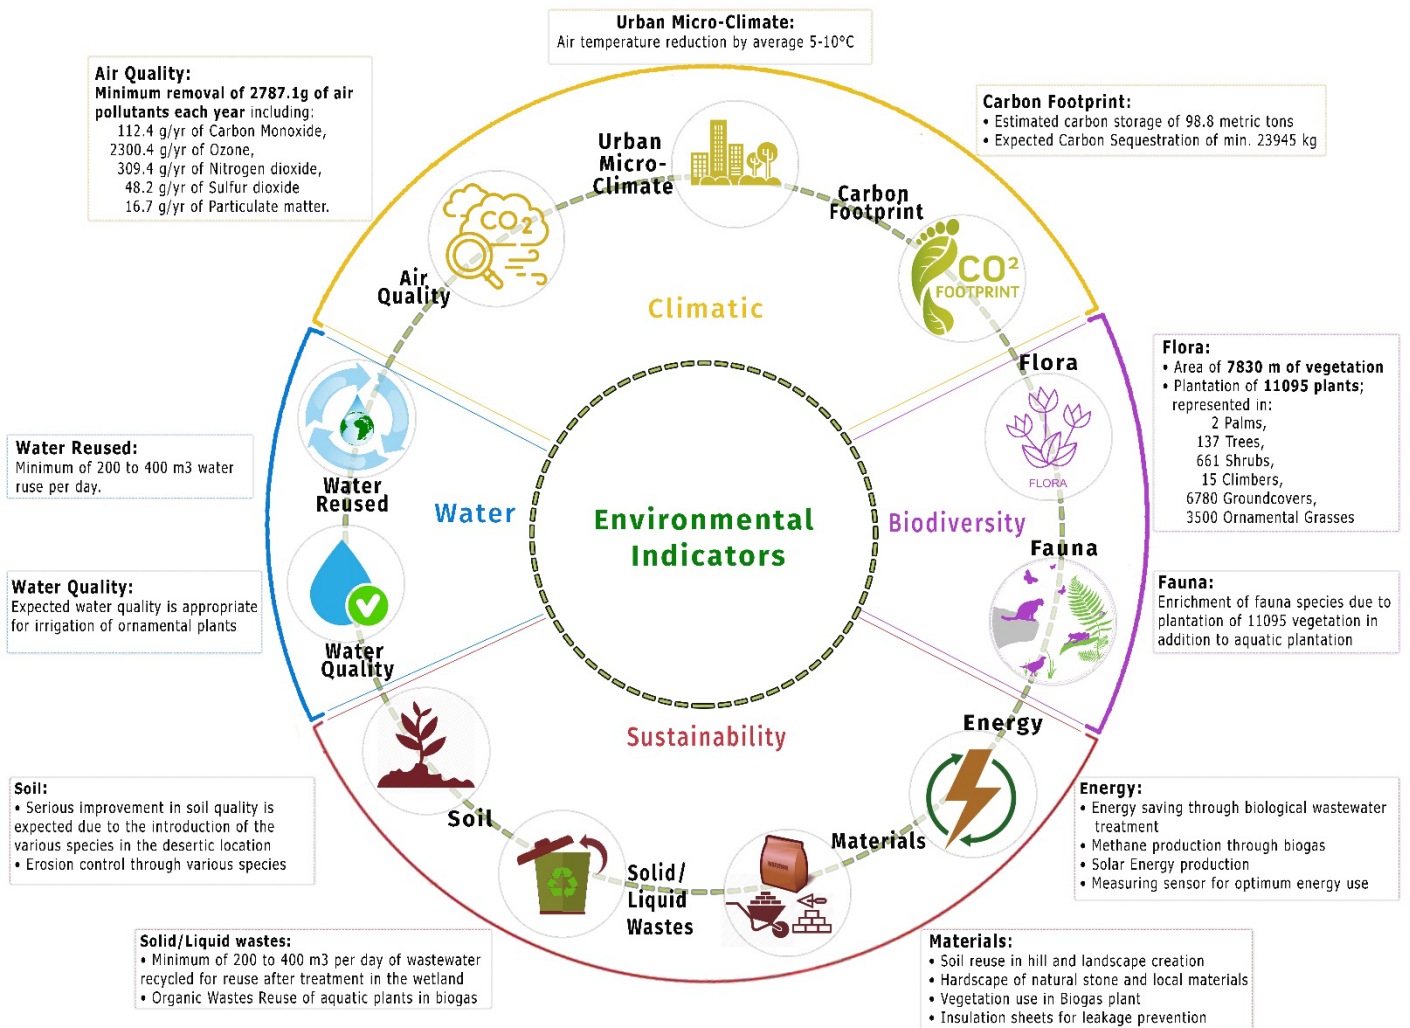 Urban Micro-Climate:
Air temperature reduction by average 5-10°C
Air Quality:
Minimum removal of 2787.1g of air
pollutants each year including:
112.4 g/yr of Carbon Monoxide,
2300.4 g/yr of Ozone,
309.4 g/yr of Nitrogen dioxide,
48.2 g/yr of Sulfur dioxide
16.7 g/yr of Particulate matter.
Carbon Footprint:
• Estimated carbon storage of 98.8 metric tons
• Expected Carbon Sequestration of min. 23945 kg
Urban
Micro-
Climate
Carbon
Footprint
CO2
Air
Quality
CO2
FOOTPRINT
Climatic
Flora
FLORA
Flora:
• Area of 7830 m of vegetation
• Plantation of 11095 plants;
represented in:
2 Palms,
137 Trees,
661 Shrubs,
15 Climbers,
6780 Groundcovers,
3500 Ornamental Grasses
Water Reused:
Minimum of 200 to 400 m3 water
ruse per day.
Water
Reused
Water
Environmental
Indicators
Biodiversity
Fauna
Water Quality:
Expected water quality is appropriate
for irrigation of ornamental plants
Fauna:
Enrichment of fauna species due to
plantation of 11095 vegetation in
addition to aquatic plantation
Water
Quality
Sustainability
Energy
Soil:
• Serious improvement in soil quality is
expected due to the introduction of the
various species in the desertic location
• Erosion control through various species
Soil
Solid/
Liquid
Wastes
Materials
Energy:
• Energy saving through biological wastewater
treatment
• Methane production through biogas
• Solar Energy production
• Measuring sensor for optimum energy use
Solid/Liquid wastes:
• Minimum of 200 to 400 m3 per day of wastewater
recycled for reuse after treatment in the wetland
• Organic Wastes Reuse of aquatic plants in biogas
Materials:
• Soil reuse in hill and landscape creation
• Hardscape of natural stone and local materials
• Vegetation use in Biogas plant
• Insulation sheets for leakage prevention